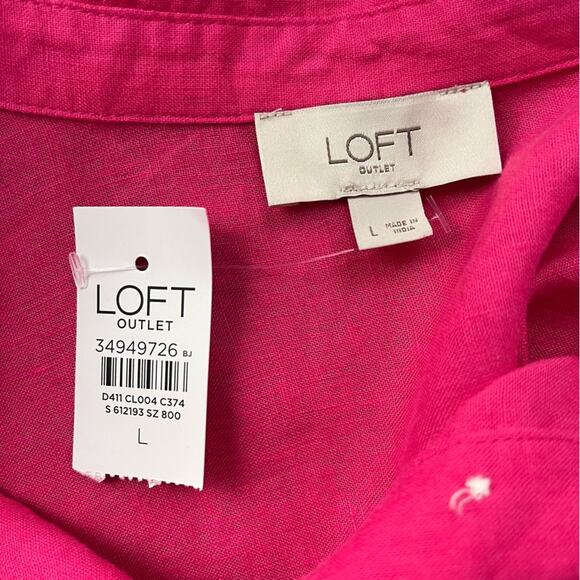 LOFT
OUTLET
L MADE IN
INDIA
LOFT
OUTLET
34949726 BJ
D411 CL004 C374
S 612193 SZ 800
L